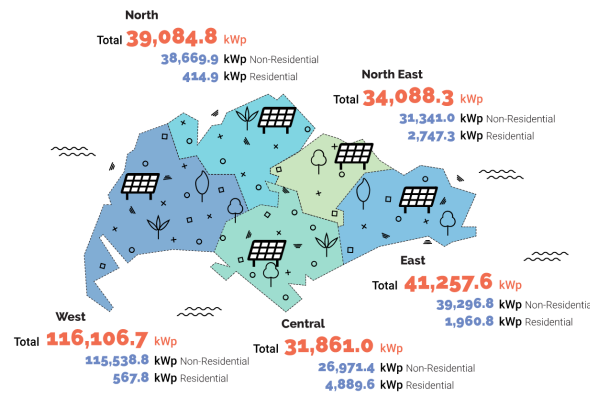 North
Total 39,084.8 kWp
38,669.9 kWp Non-Residential
414.9 kWp Residential
North East
Total 34,088.3 kWp
31,341.0 kWp Non-Residential
2,747.3 kWp Residential
East
Total 41,257.6 kWp
39,296.8 kWp Non-Residentia
1,960.8 kWp Residential
West
Total 116,106.7 kWp
115,538.8 kWp Non-Residential
567.8 kWp Residential
Central
Total 31,861.0 kWp
26,971.4 kWp Non-Residential
4,889.6 kWp Residential